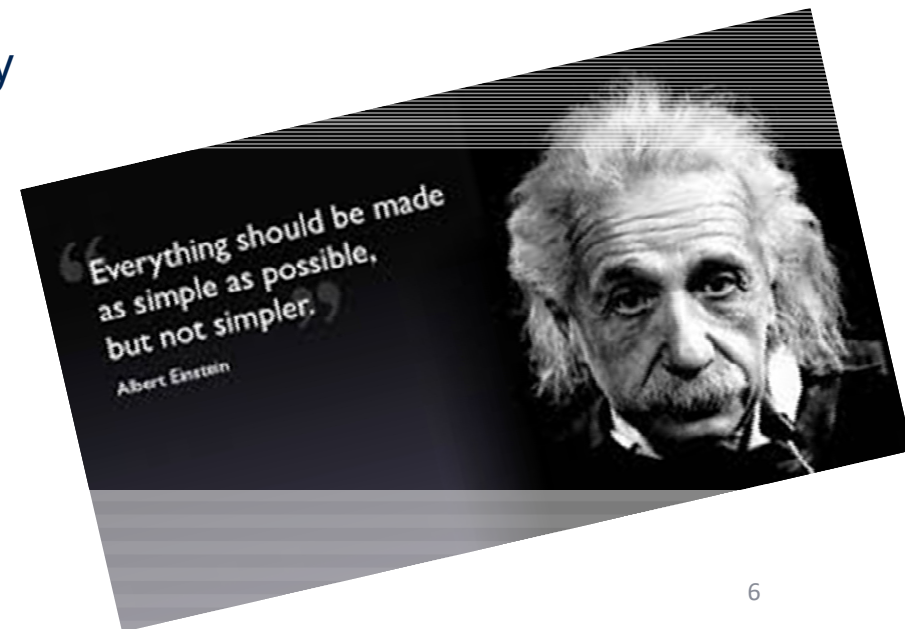 y
“Everything should be made
as simple as possible,
but not simpler.”
Albert Einstein
6